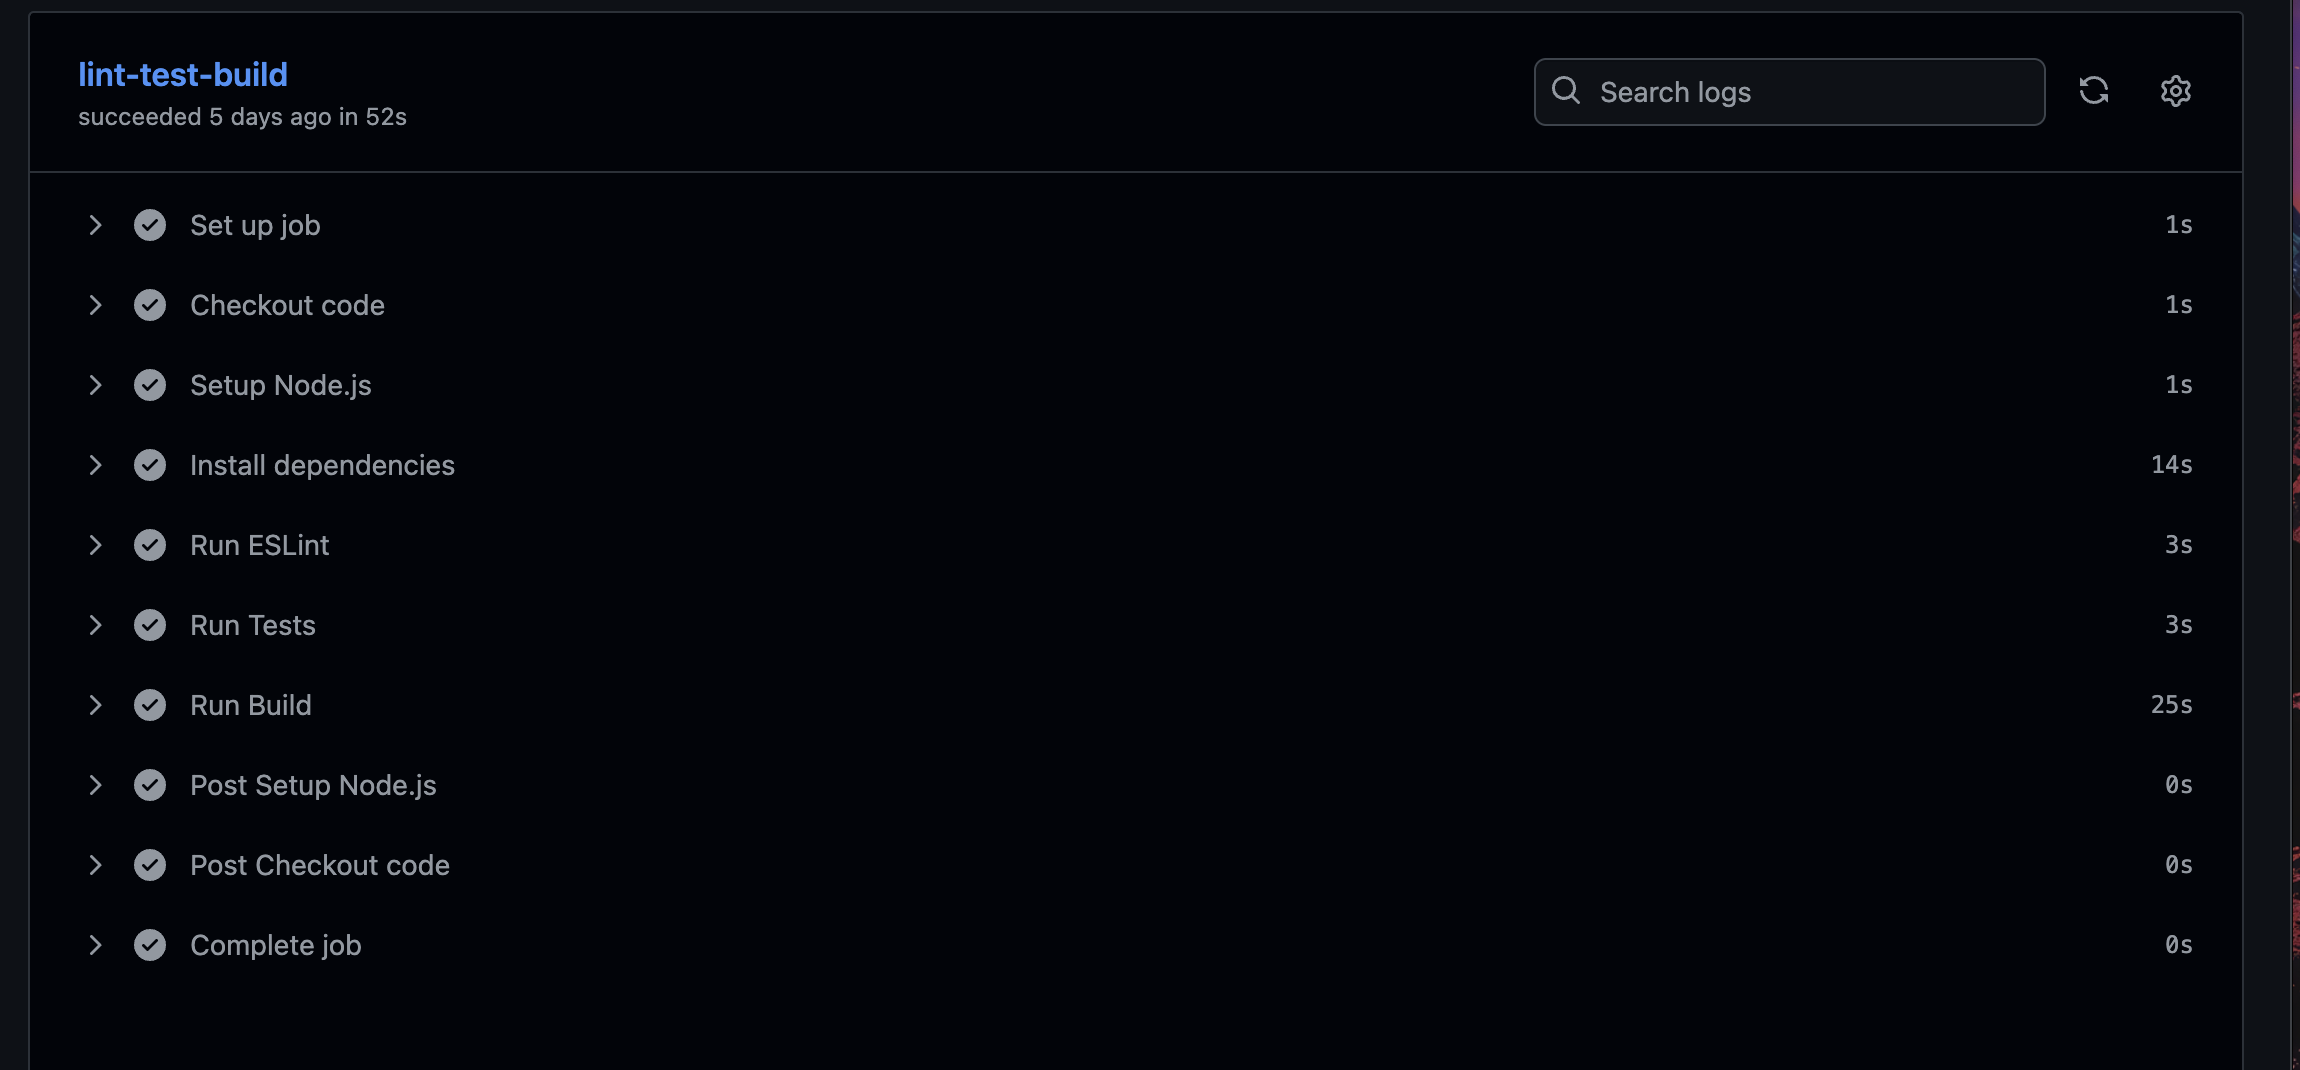 lint-test-build
succeeded 5 days ago in 52s
Search logs
Set up job 1s
Checkout code 1s
Setup Node.js 1s
Install dependencies 14s
Run ESLint 3s
Run Tests 3s
Run Build 25s
Post Setup Node.js 0s
Post Checkout code 0s
Complete job 0s